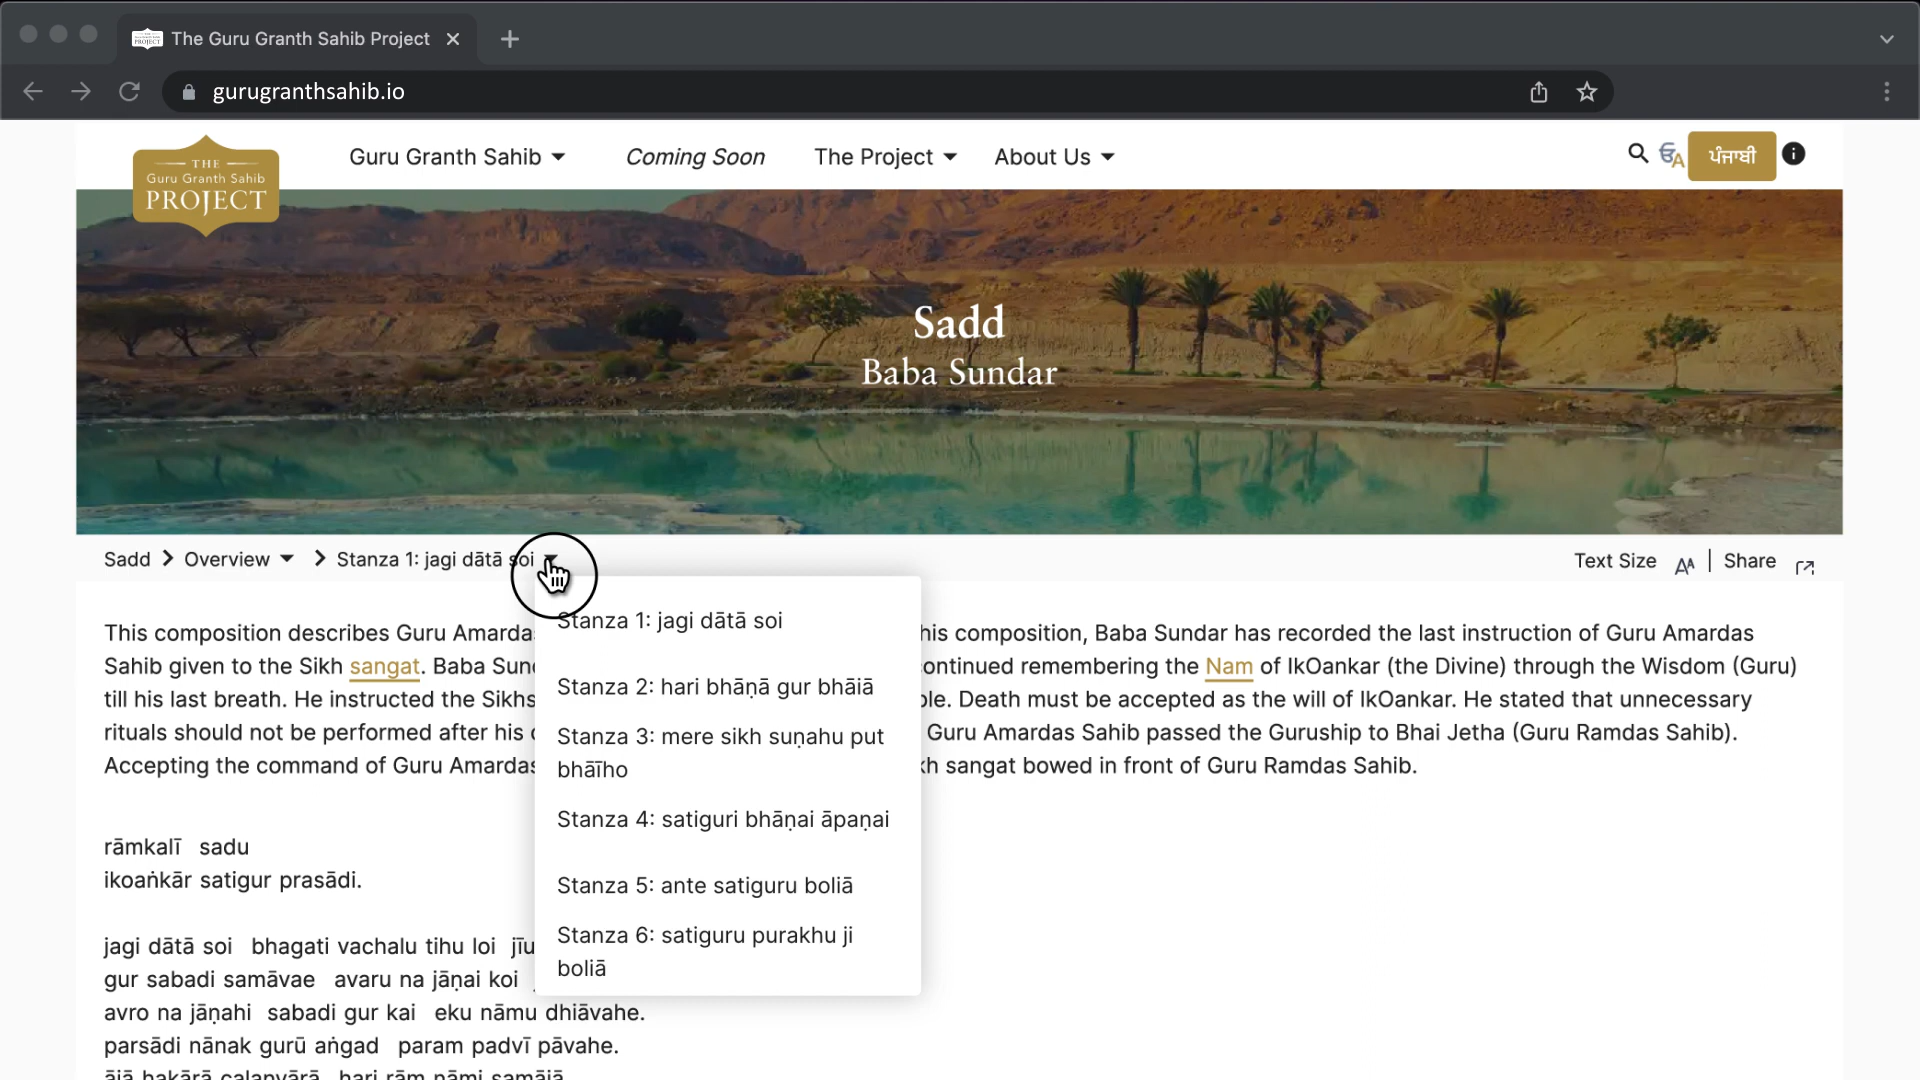 The Guru Granth Sahib Project
gurugranthsahib.io
THE
Guru Granth Sahib
PROJECT
Guru Granth Sahib
Coming Soon
The Project
About Us
ਪੰਜਾਬੀ
Sadd
Baba Sundar
Sadd > Overview > Stanza 1: jagi dātā soi
Text Size
Share
Stanza 1: jagi dātā soi
Stanza 2: hari bhāṇā gur bhāiā
Stanza 3: mere sikh suṇahu put
bhāīho
Stanza 4: satiguri bhāṇai āpaṇai
Stanza 5: ante satiguru boliā
Stanza 6: satiguru purakhu ji
boliā
This composition describes Guru composition, Baba Sundar has recorded the last instruction of Guru Amardas
Sahib given to the Sikh sangat. Baba remembering the Nam of IkOankar (the Divine) through the Wisdom (Guru)
till his last breath. He instructed the Death must be accepted as the will of IkOankar. He stated that unnecessary
rituals should not be performed after his Guru Amardas Sahib passed the Guruship to Bhai Jetha (Guru Ramdas Sahib).
Accepting the command of Guru sangat bowed in front of Guru Ramdas Sahib.
rāmkalī sadu
ikoaṅkār satigur prasādi.
jagi dātā soi bhagati vachalu tihu loi
gur sabadi samāvae avaru na jāṇai koi
avro na jāṇahi sabadi gur kai eku nāmu dhiāvahe.
parsādi nānak gurū aṅgad param padvī pāvahe.